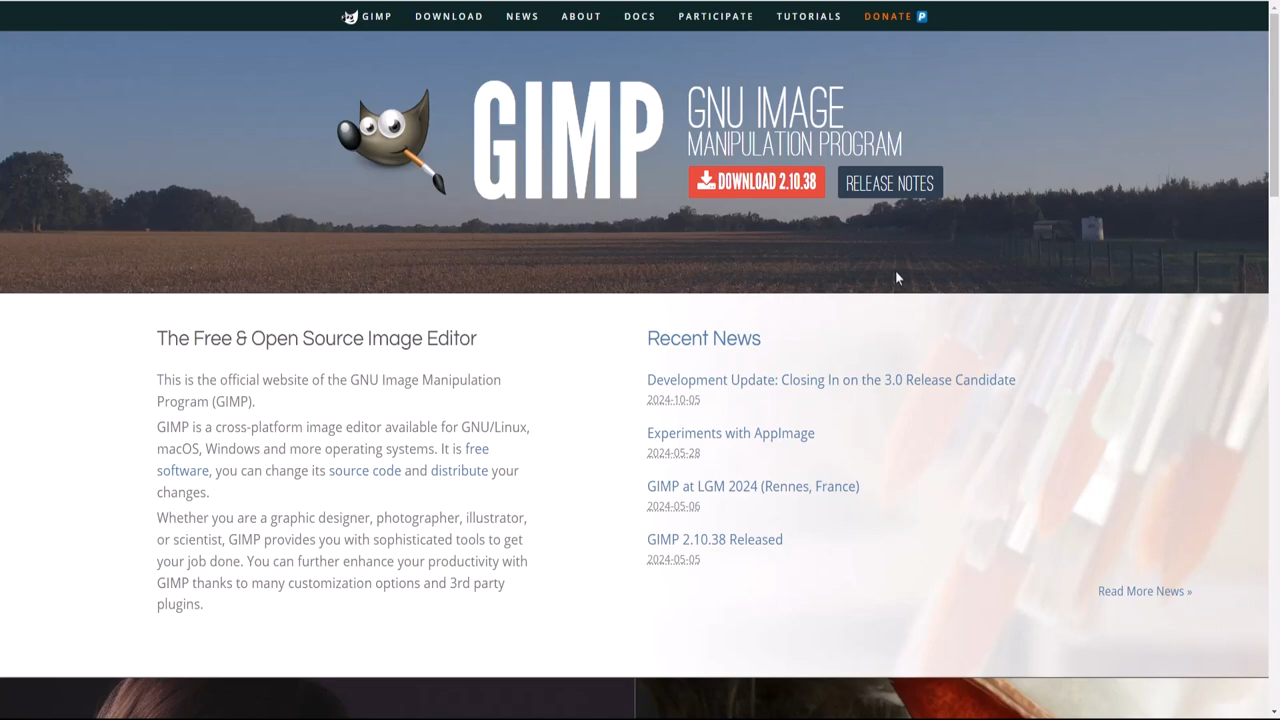 GIMP DOWNLOAD NEWS ABOUT DOCS PARTICIPATE TUTORIALS DONATE
GIMP
GNU IMAGE
MANIPULATION PROGRAM
DOWNLOAD 2.10.38 RELEASE NOTES
The Free & Open Source Image Editor
This is the official website of the GNU Image Manipulation
Program (GIMP).
GIMP is a cross-platform image editor available for GNU/Linux,
macOS, Windows and more operating systems. It is free
software, you can change its source code and distribute your
changes.
Whether you are a graphic designer, photographer, illustrator,
or scientist, GIMP provides you with sophisticated tools to get
your job done. You can further enhance your productivity with
GIMP thanks to many customization options and 3rd party
plugins.
Recent News
Development Update: Closing In on the 3.0 Release Candidate
2024-10-05
Experiments with AppImage
2024-05-28
GIMP at LGM 2024 (Rennes, France)
2024-05-06
GIMP 2.10.38 Released
2024-05-05
Read More News »